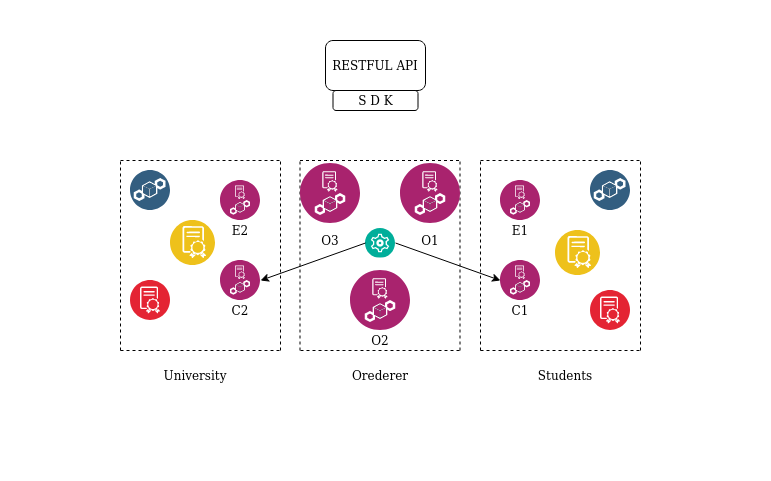 RESTFUL API
S D K
E2
C2
O3
O1
O2
E1
C1
University
Orederer
Students